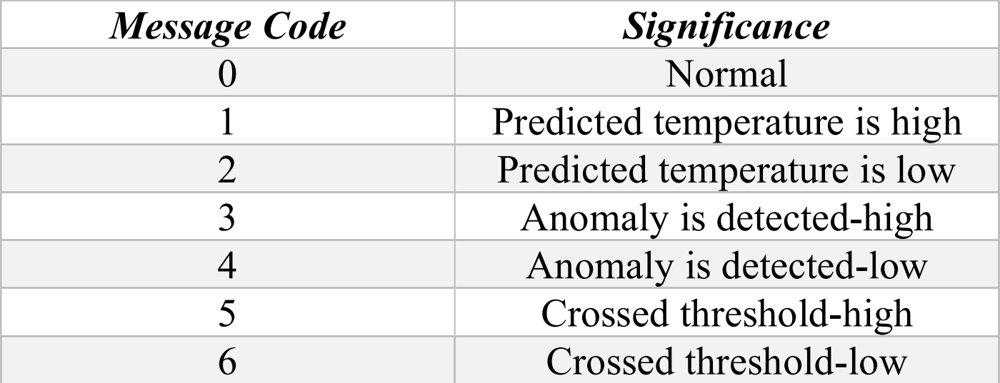 Message Code Significance
0 Normal
1 Predicted temperature is high
2 Predicted temperature is low
3 Anomaly is detected-high
4 Anomaly is detected-low
5 Crossed threshold-high
6 Crossed threshold-low